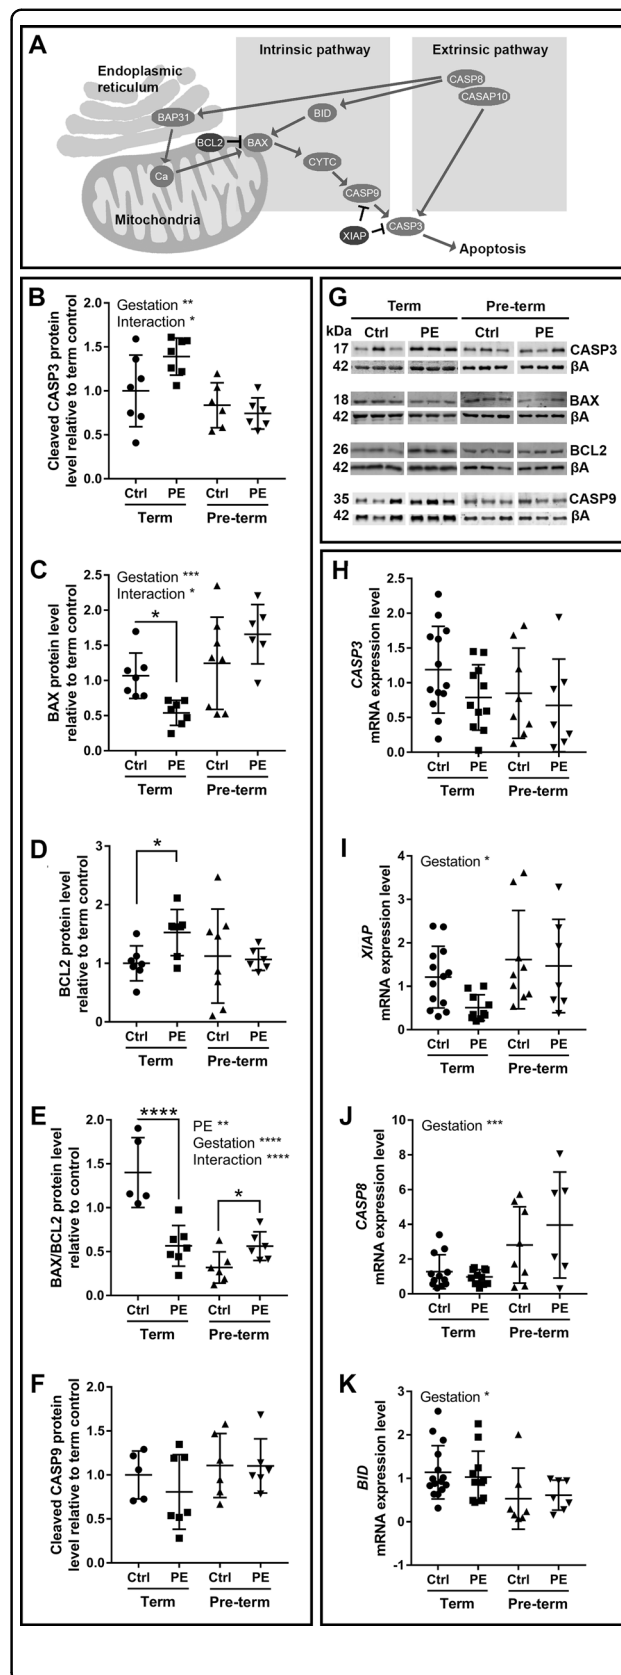 A
Intrinsic pathway
Extrinsic pathway
Endoplasmic
reticulum
CASP8
CASAP10
BAP31
BID
BCL2
BAX
CYTC
Ca
CASP9
Mitochondria
XIAP
CASP3
Apoptosis
B
Cleaved CASP3 protein
level relative to term control
Gestation **
Interaction *
2.0
1.5
1.0
0.5
0.0
Ctrl PE Ctrl PE
Term Pre-term
C
BAX protein level
relative to term control
Gestation ***
Interaction *
*
2.5
2.0
1.5
1.0
0.5
0.0
Ctrl PE Ctrl PE
Term Pre-term
D
BCL2 protein level
relative to term control
*
3
2
1
0
Ctrl PE Ctrl PE
Term Pre-term
E
BAX/BCL2 protein level
relative to control
****
PE **
Gestation ****
Interaction ****
*
2.0
1.5
1.0
0.5
0.0
Ctrl PE Ctrl PE
Term Pre-term
F
Cleaved CASP9 protein
level relative to term control
2.0
1.5
1.0
0.5
0.0
Ctrl PE Ctrl PE
Term Pre-term
G
Term Pre-term
kDa Ctrl PE Ctrl PE
17 CASP3
42 βA
18 BAX
42 βA
26 BCL2
42 βA
35 CASP9
42 βA
H
CASP3
mRNA expression level
2.5
2.0
1.5
1.0
0.5
0.0
Ctrl PE Ctrl PE
Term Pre-term
I
XIAP
mRNA expression level
Gestation *
4
3
2
1
0
Ctrl PE Ctrl PE
Term Pre-term
J
CASP8
mRNA expression level
Gestation ***
10
8
6
4
2
0
Ctrl PE Ctrl PE
Term Pre-term
K
BID
mRNA expression level
Gestation *
3
2
1
0
-1
Ctrl PE Ctrl PE
Term Pre-term